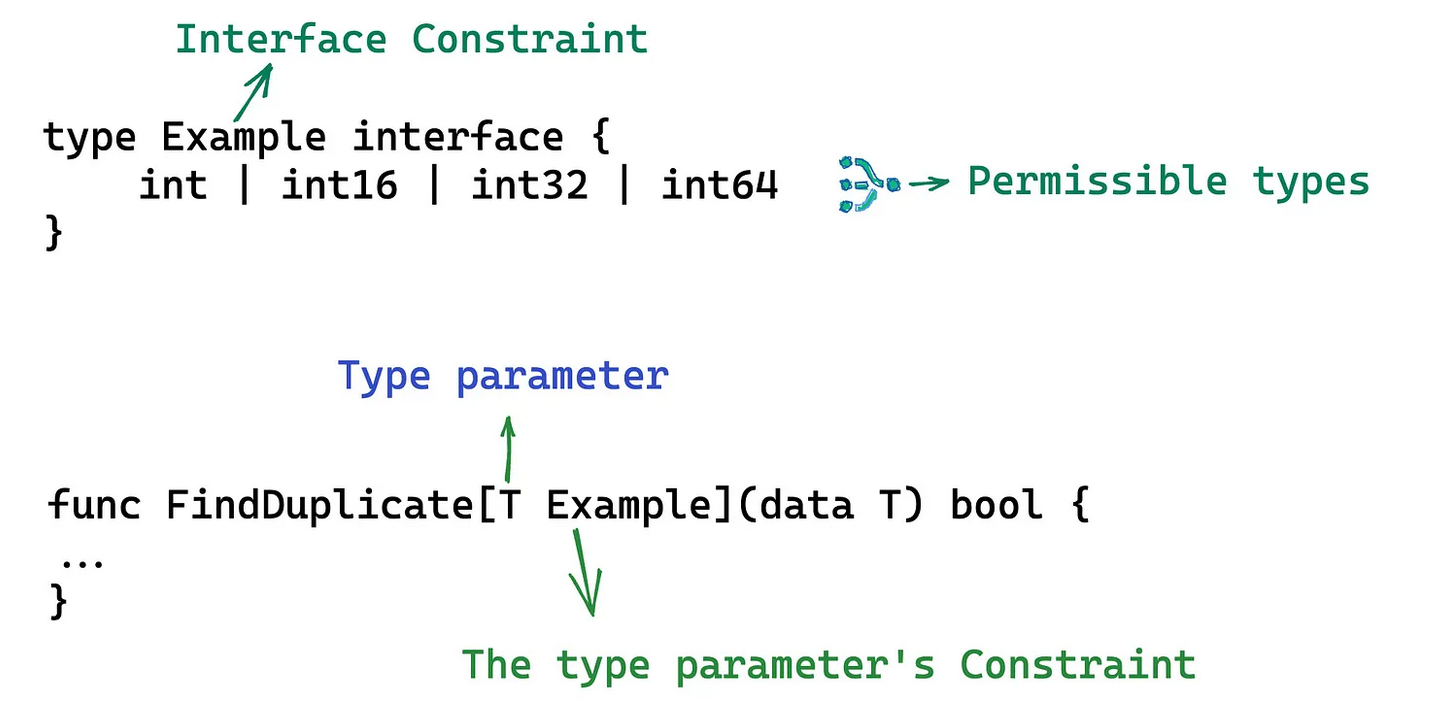 Interface Constraint
type Example interface {
int | int16 | int32 | int64
Permissible types
}
Type parameter
func FindDuplicate[T Example](data T) bool {
...
}
The type parameter's Constraint